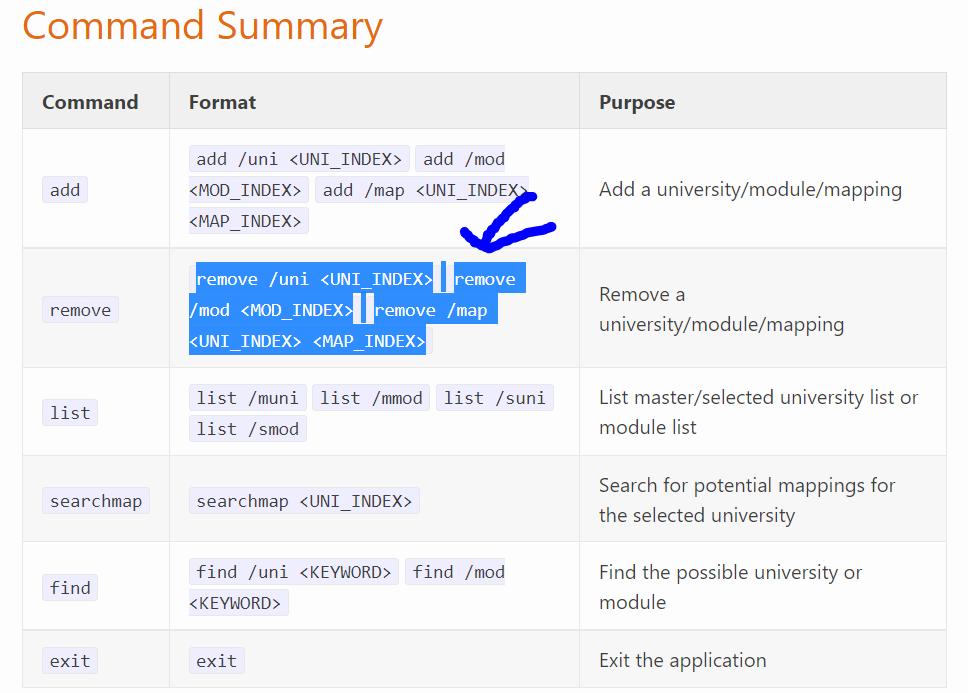 Command Summary
Command Format Purpose
add /uni <UNI_INDEX> add /mod
add <MOD_INDEX> add /map <UNI_INDEX> Add a university/module/mapping
<MAP_INDEX>
remove /uni <UNI_INDEX> remove
remove /mod <MOD_INDEX> remove /map
<UNI_INDEX> <MAP_INDEX>
Remove a
university/module/mapping
list
list /muni list /mmod list /suni
list /smod
List master/selected university list or
module list
searchmap searchmap <UNI_INDEX>
Search for potential mappings for
the selected university
find
find /uni <KEYWORD> find /mod
<KEYWORD>
Find the possible university or
module
exit exit Exit the application